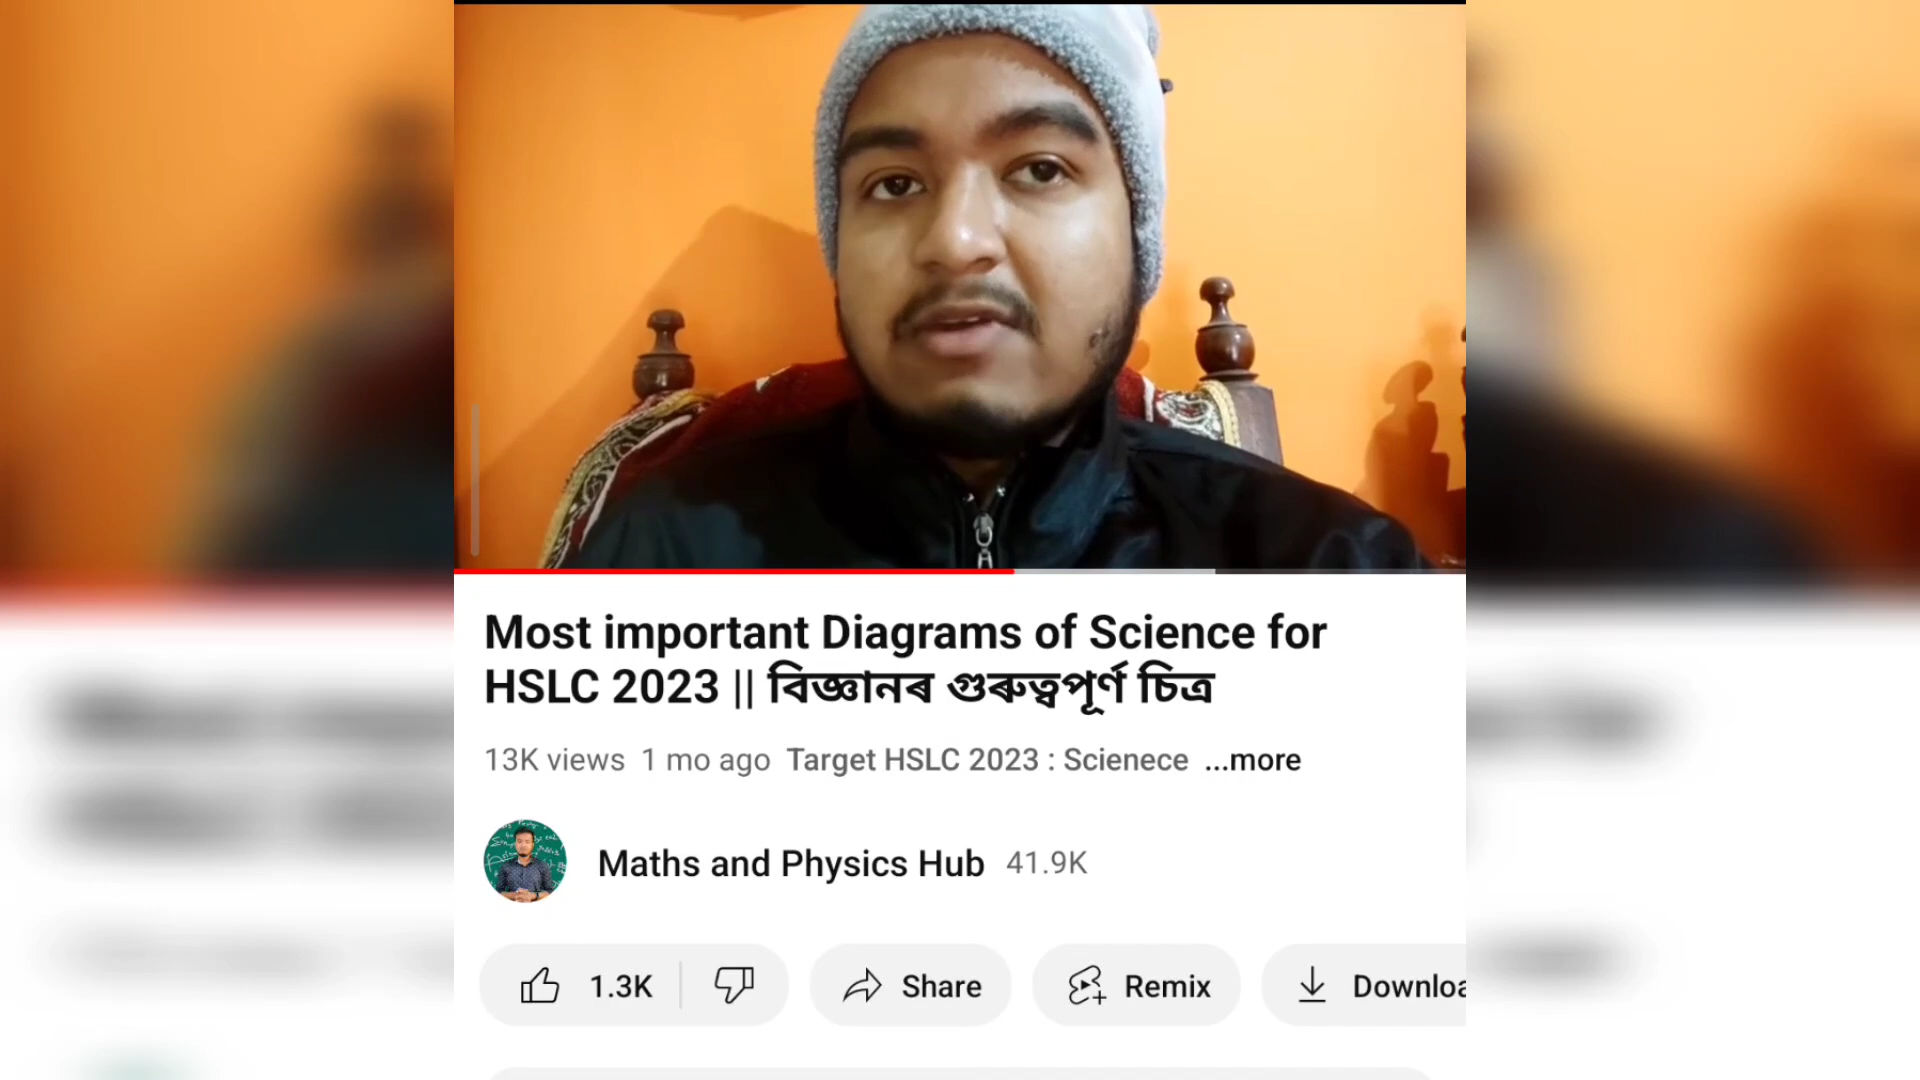 Most important Diagrams of Science for
HSLC 2023 || বিজ্ঞানৰ গুৰুত্বপূৰ্ণ চিত্ৰ
13K views 1 mo ago Target HSLC 2023 : Scienece ...more
Maths and Physics Hub 41.9K
1.3K Share Remix Downloa